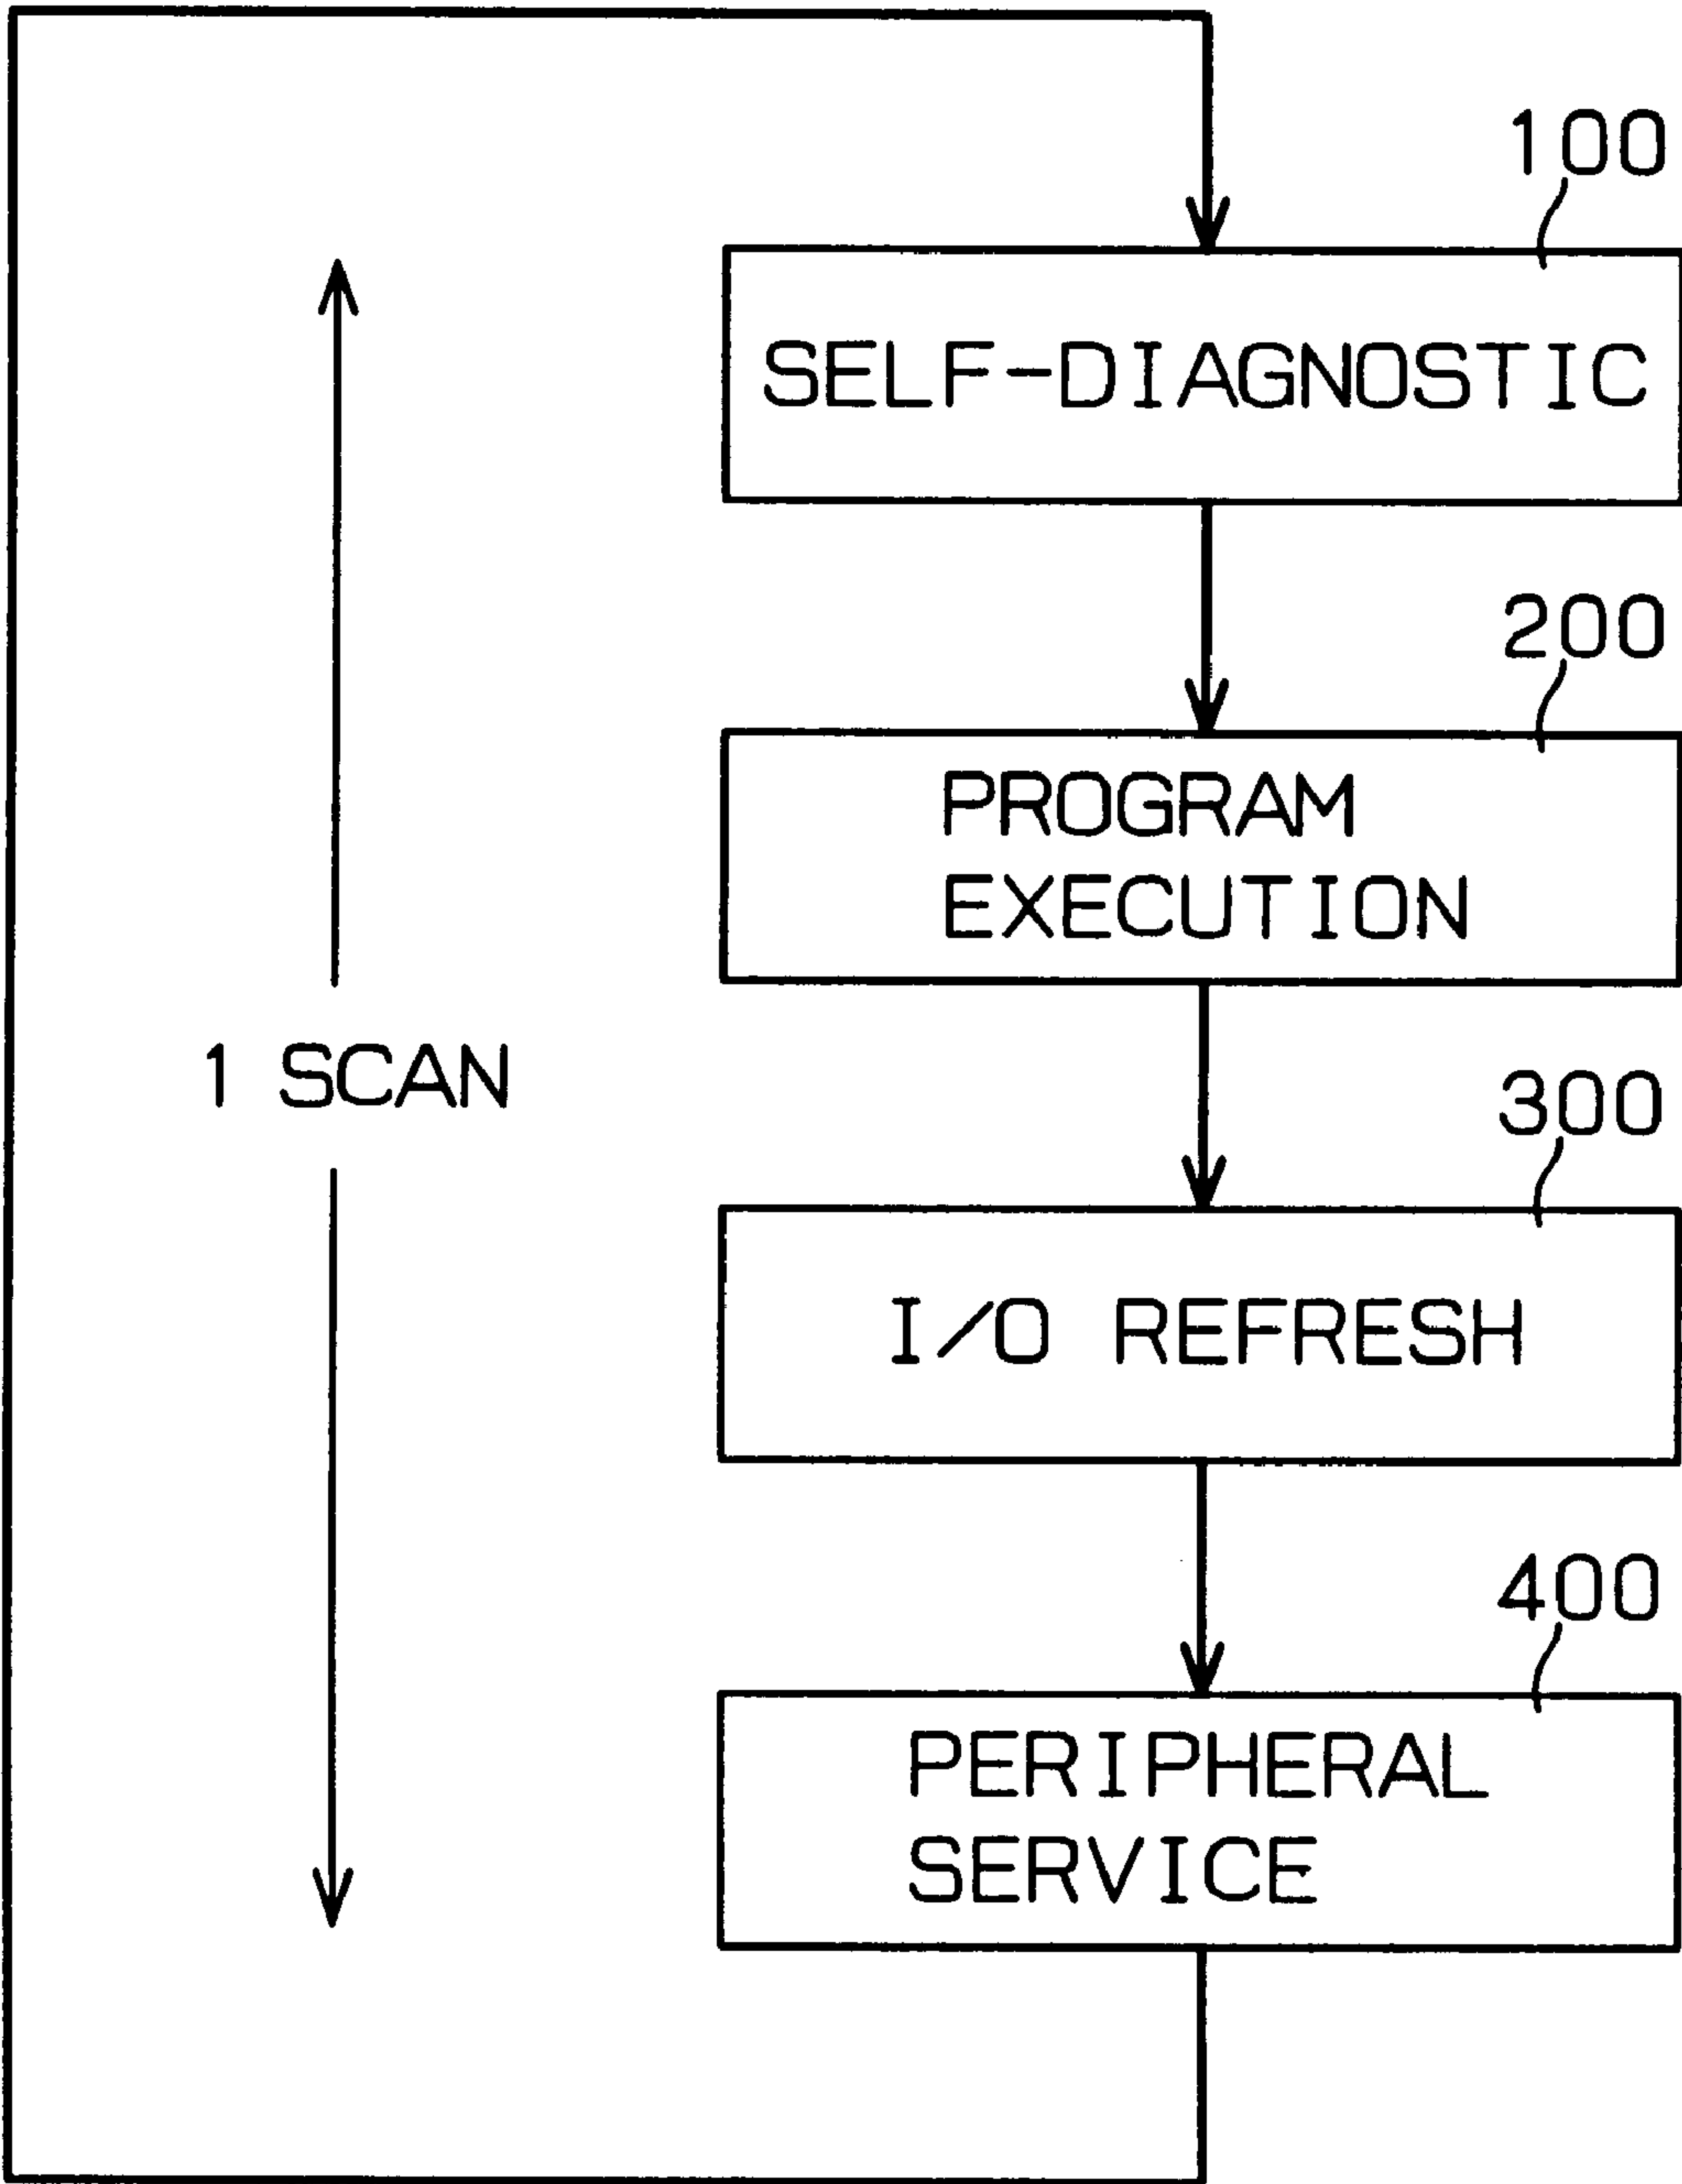 100
SELF-DIAGNOSTIC
200
PROGRAM
EXECUTION
1 SCAN
300
I/O REFRESH
400
PERIPHERAL
SERVICE